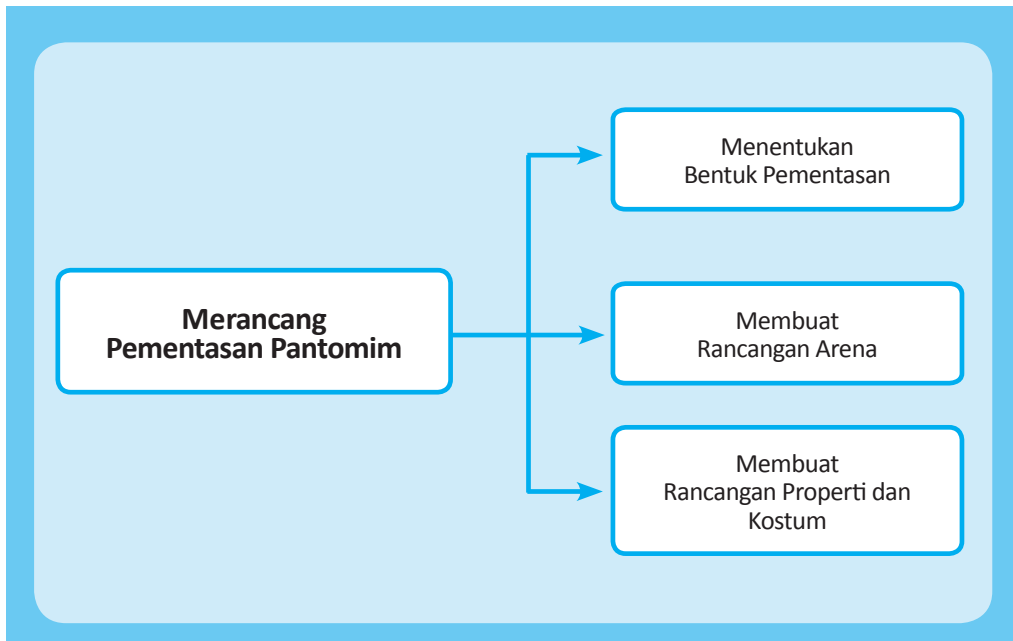 Merancang
Pementasan Pantomim
Menentukan
Bentuk Pementasan
Membuat
Rancangan Arena
Membuat
Rancangan Properti dan
Kostum